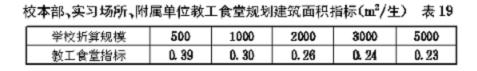 校本部、实习场所、附属单位教工食堂规划建筑面积指标(m²/生) 表 19
学校折算规模 500 1000 2000 3000 5000
教工食堂指标 0.39 0.30 0.26 0.24 0.23